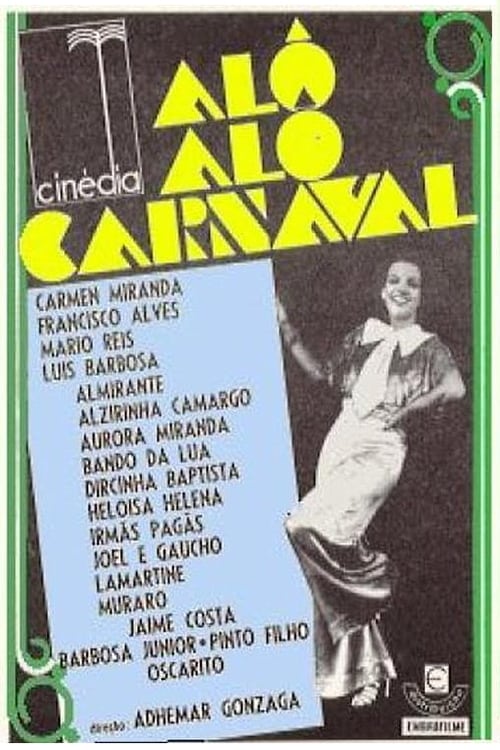 cinédia
ALÔ
ALÔ
CARNAVAL
CARMEN MIRANDA
FRANCISCO ALVES
MARIO REIS
LUIS BARBOSA
ALMIRANTE
ALZIRINHA CAMARGO
AURORA MIRANDA
BANDO DA LUA
DIRCINHA BAPTISTA
HELOISA HELENA
IRMÃS PAGÃS
JOEL E GAUCHO
LAMARTINE
MURARO
JAIME COSTA
BARBOSA JUNIOR • PINTO FILHO
OSCARITO
direção: ADHEMAR GONZAGA
E
distribuição
EMBRAFILME